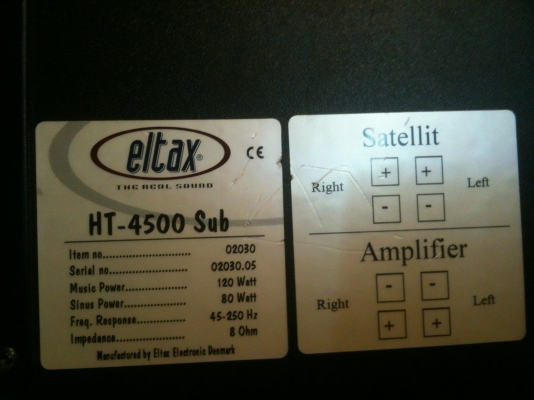 eltax®
CE
THE REAL SOUND
HT-4500 Sub
Item no............................. 02030
Serial no........................... 02030.05
Music Power..................... 120 Watt
Sinus Power..................... 80 Watt
Freq. Response................ 45-250 Hz
Impedance....................... 8 Ohm
Manufactured by Eltax Electronic Denmark
Satellit
+ +
Right Left
- -
Amplifier
- -
Right Left
+ +